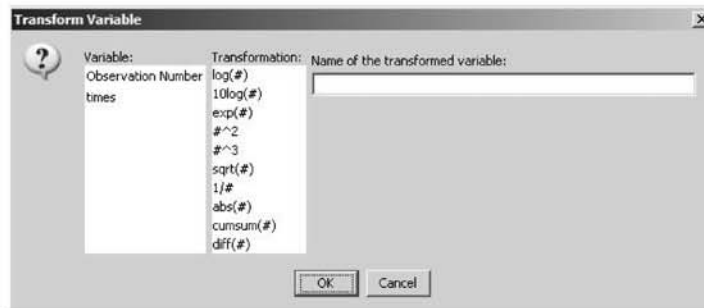 Transform Variable
?
Variable:
Observation Number
times
Transformation:
log(#)
10log(#)
exp(#)
#^2
#^3
sqrt(#)
1/#
abs(#)
cumsum(#)
diff(#)
Name of the transformed variable:
OK
Cancel